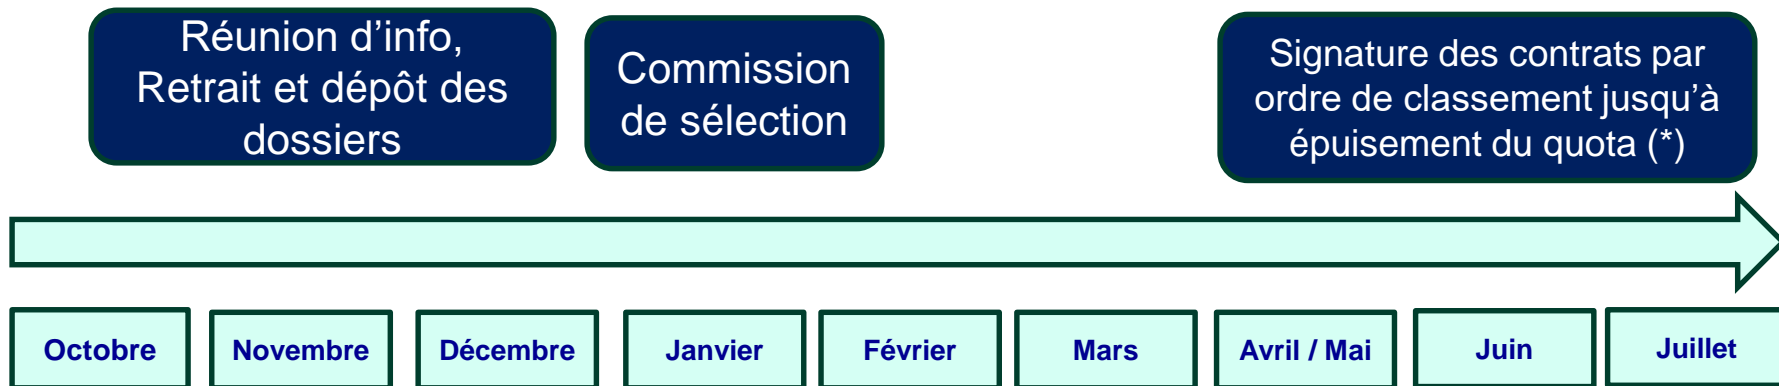 Réunion d’info,
Retrait et dépôt des
dossiers
Commission
de sélection
Signature des contrats par
ordre de classement jusqu’à
épuisement du quota (*)
Octobre
Novembre
Décembre
Janvier
Février
Mars
Avril / Mai
Juin
Juillet